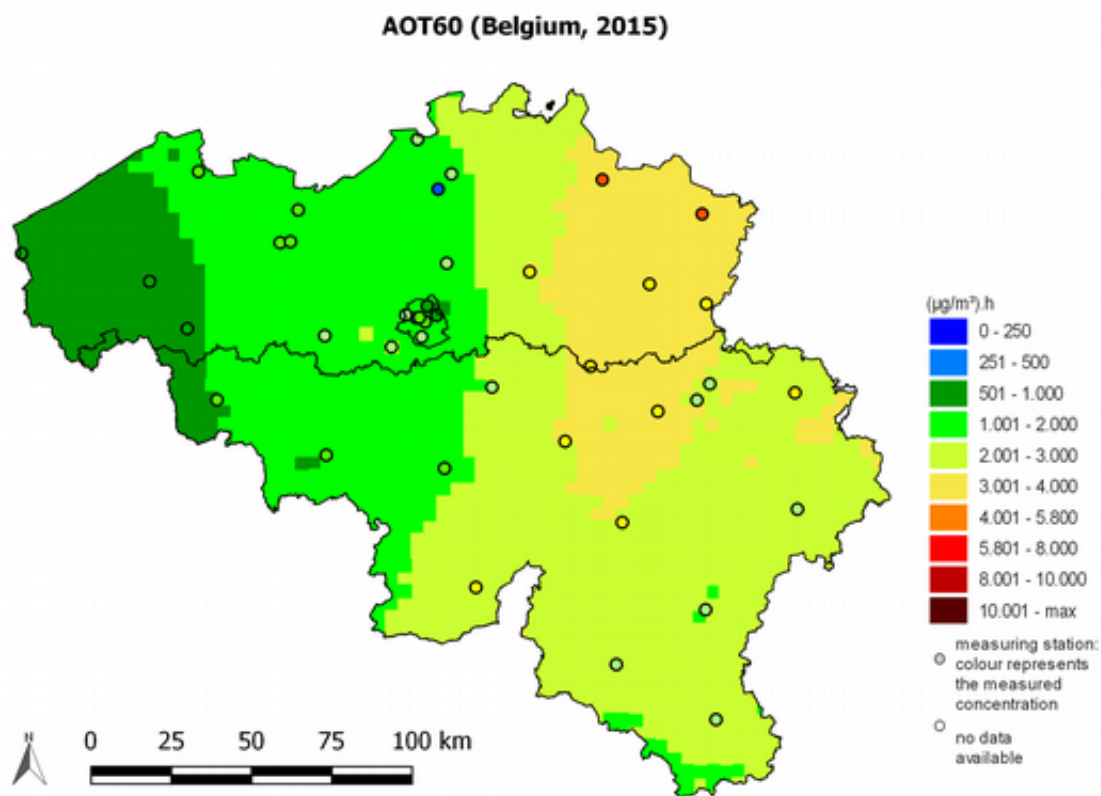 AOT60 (Belgium, 2015)
(µg/m³).h
0 - 250
251 - 500
501 - 1.000
1.001 - 2.000
2.001 - 3.000
3.001 - 4.000
4.001 - 5.800
5.801 - 8.000
8.001 - 10.000
10.001 - max
measuring station:
colour represents
the measured
concentration
no data
available
N
0 25 50 75 100 km